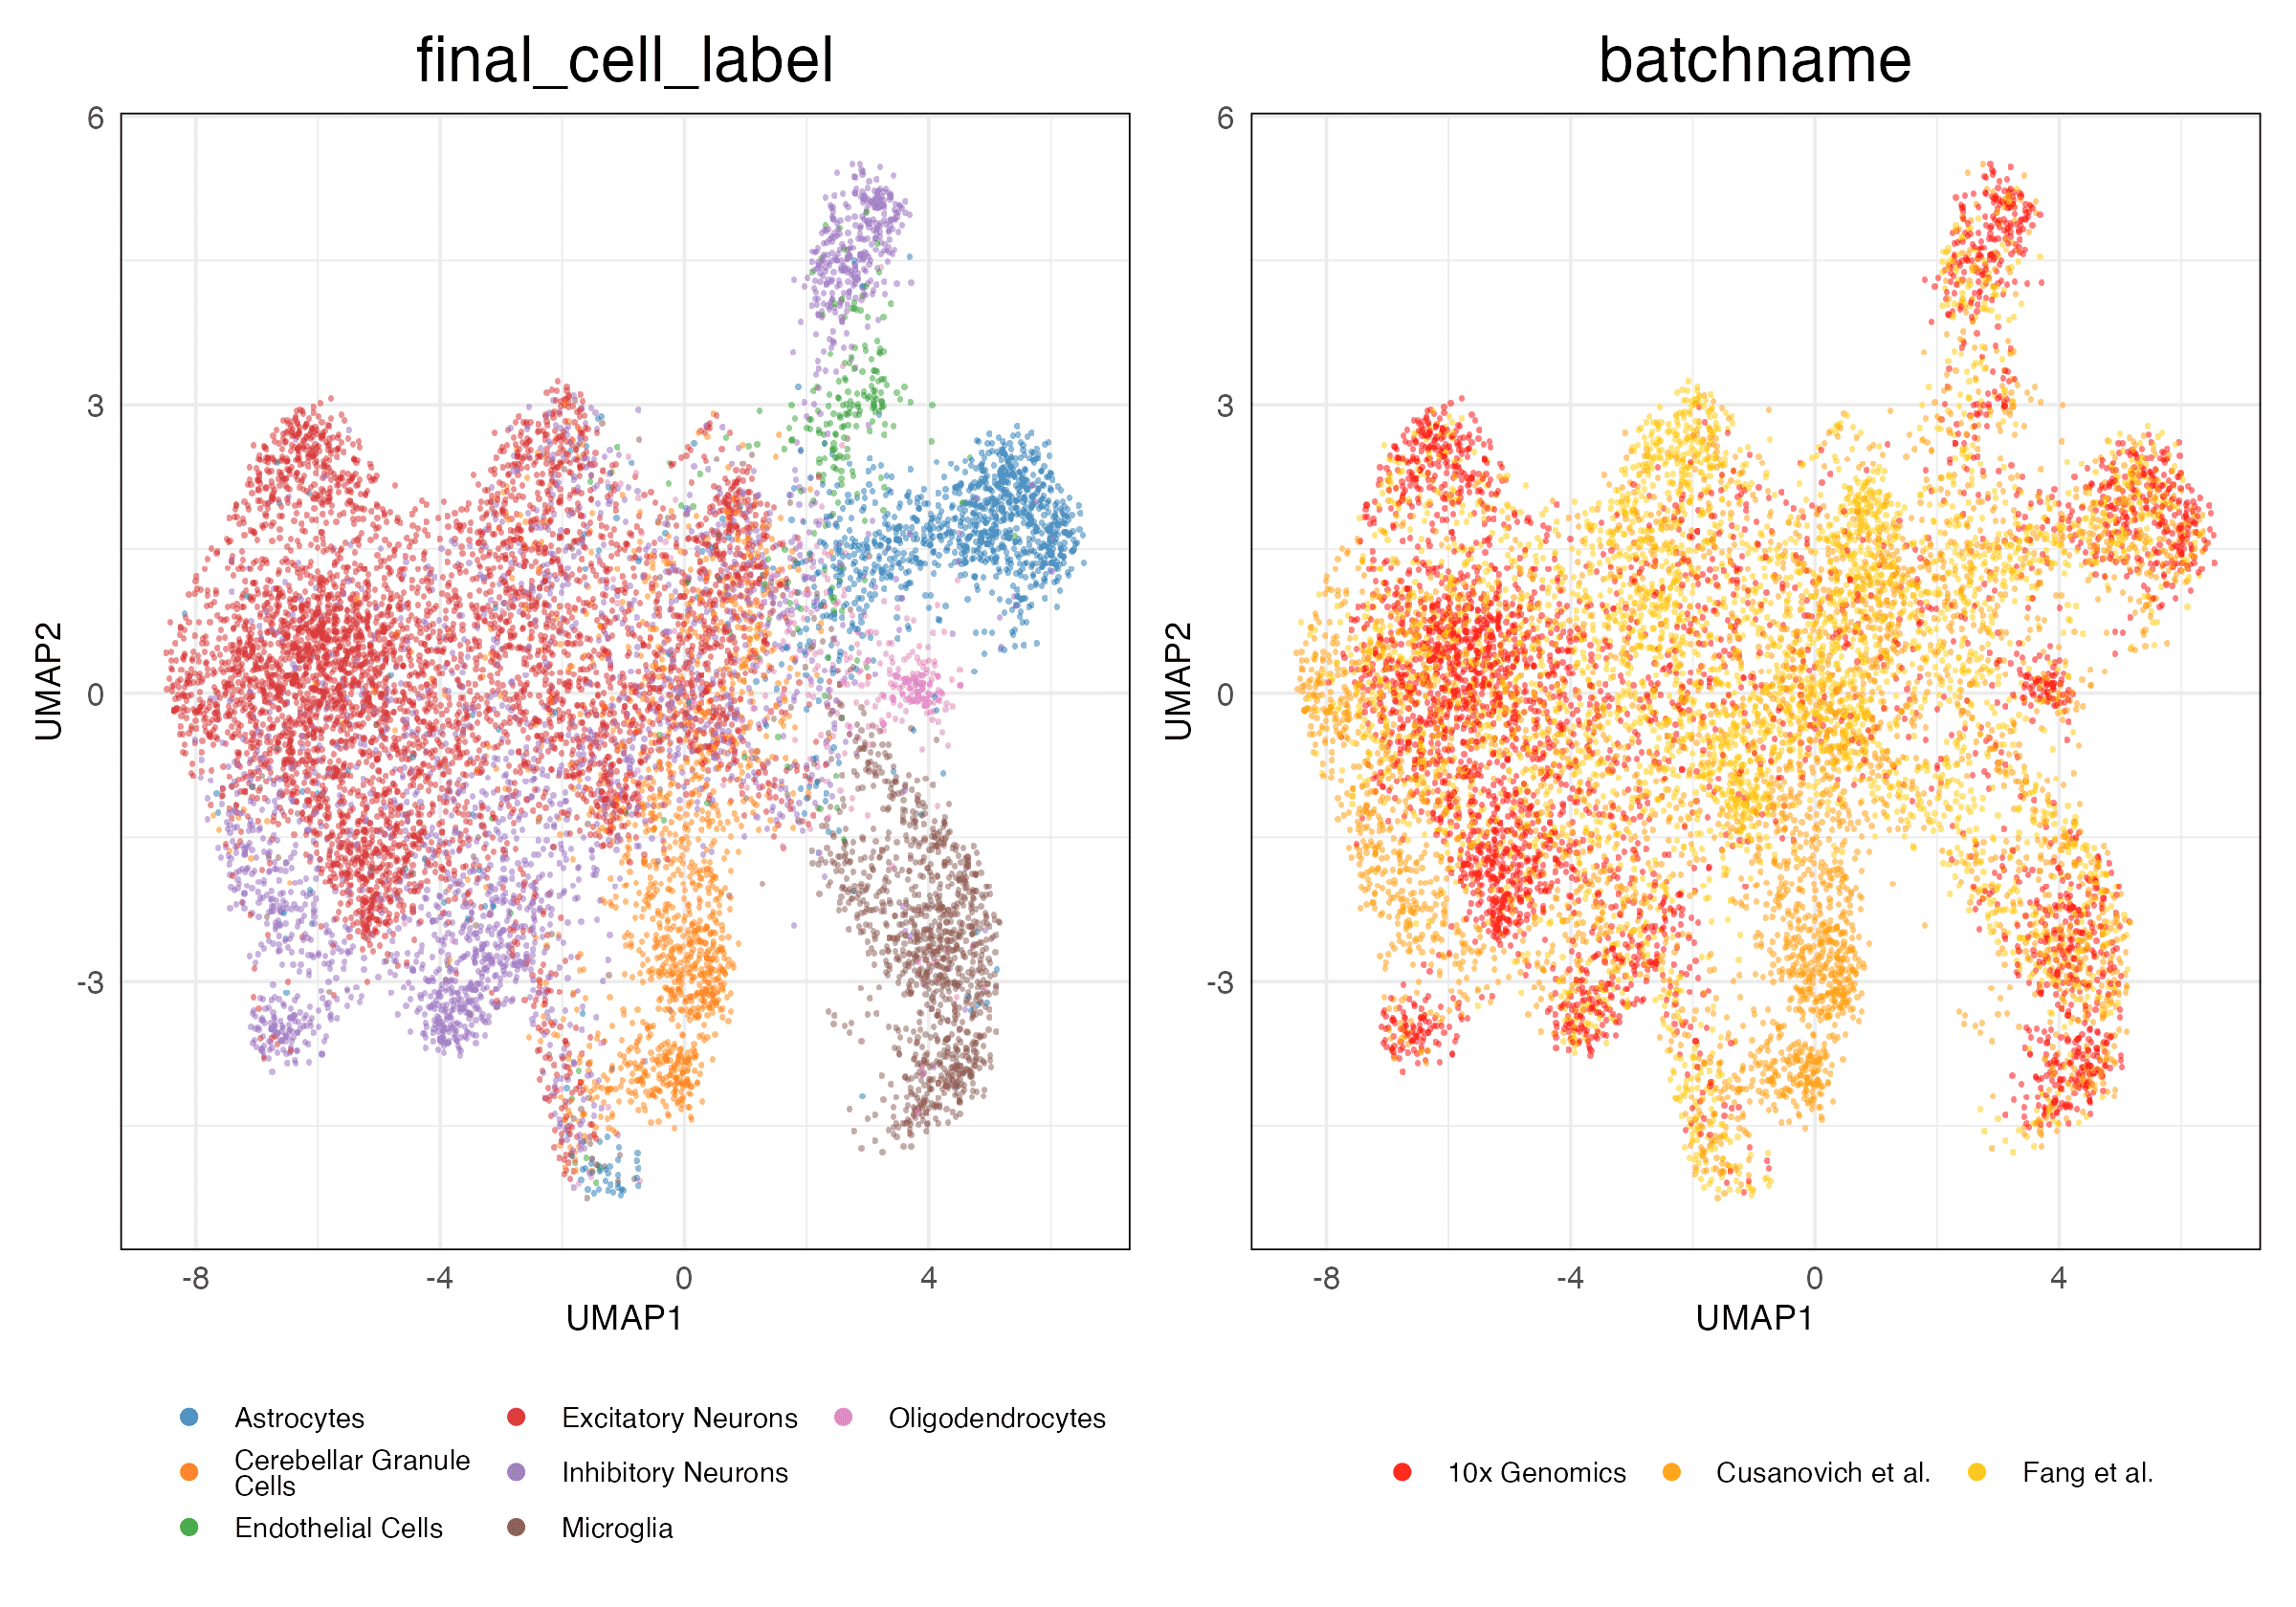 final_cell_label
6
3
0
-3
UMAP2
-8 -4 0 4
UMAP1
Astrocytes
Cerebellar Granule
Cells
Endothelial Cells
Excitatory Neurons
Inhibitory Neurons
Microglia
Oligodendrocytes
batchname
6
3
0
-3
UMAP2
-8 -4 0 4
UMAP1
10x Genomics Cusanovich et al. Fang et al.